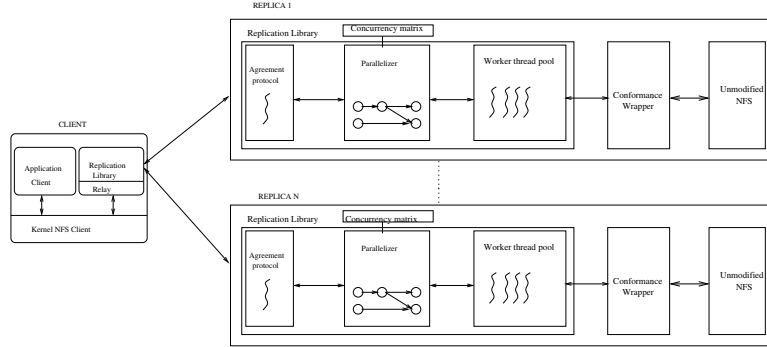 REPLICA 1
Replication Library
Concurrency matrix
Agreement
protocol
Parallelizer
Worker thread pool
Conformance
Wrapper
Unmodified
NFS
CLIENT
Application
Client
Replication
Library
Relay
Kernel NFS Client
REPLICA N
Replication Library
Concurrency matrix
Agreement
protocol
Parallelizer
Worker thread pool
Conformance
Wrapper
Unmodified
NFS